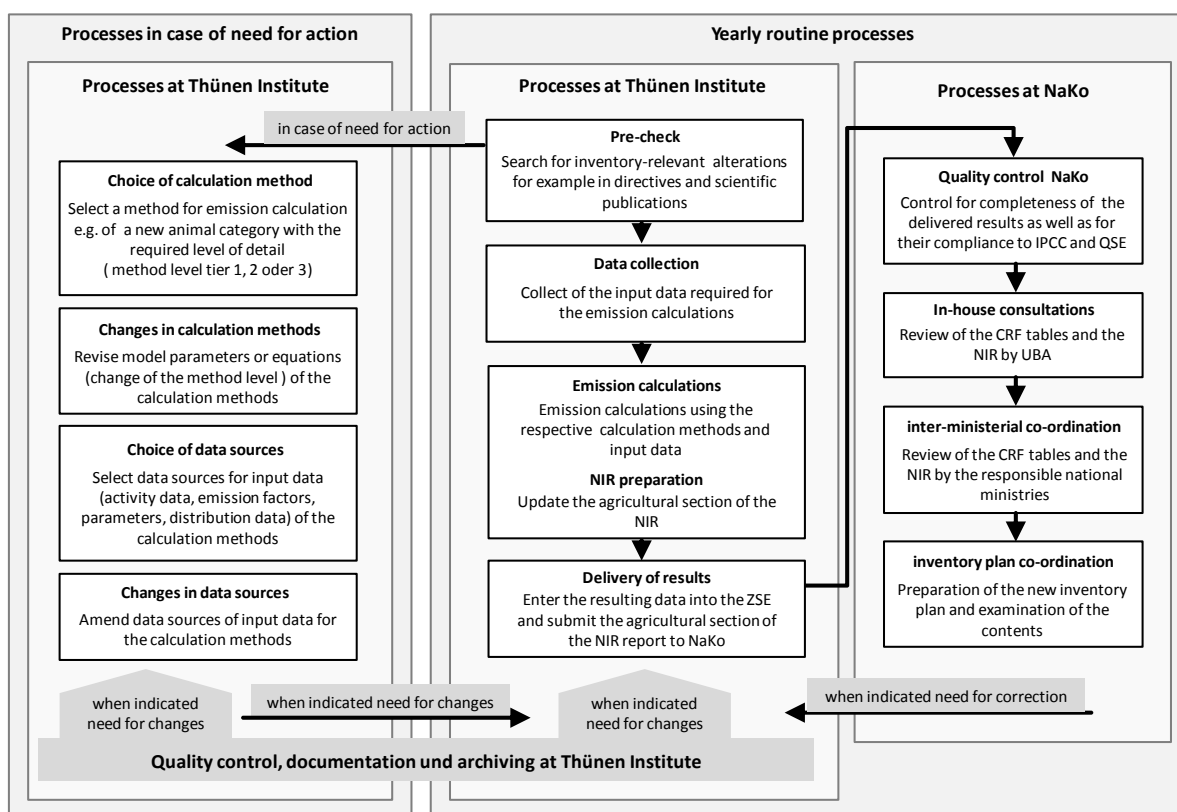 Processes in case of need for action
Processes at Thünen Institute
Choice of calculation method
Select a method for emission calculation
e.g. of a new animal category with the
required level of detail
( method level tier 1, 2 oder 3)
Changes in calculation methods
Revise model parameters or equations
(change of the method level ) of the
calculation methods
Choice of data sources
Select data sources for input data
(activity data, emission factors,
parameters, distribution data) of the
calculation methods
Changes in data sources
Amend data sources of input data for
the calculation methods
when indicated
need for changes
Yearly routine processes
Processes at Thünen Institute
in case of need for action
Pre-check
Search for inventory-relevant alterations
for example in directives and scientific
publications
Data collection
Collect of the input data required for
the emission calculations
Emission calculations
Emission calculations using the
respective calculation methods and
input data
NIR preparation
Update the agricultural section of the
NIR
Delivery of results
Enter the resulting data into the ZSE
and submit the agricultural section of
the NIR report to NaKo
when indicated need for changes
when indicated
need for changes
Processes at NaKo
Quality control NaKo
Control for completeness of the
delivered results as well as for
their compliance to IPCC and QSE
In-house consultations
Review of the CRF tables and the
NIR by UBA
inter-ministerial co-ordination
Review of the CRF tables and the
NIR by the responsible national
ministries
inventory plan co-ordination
Preparation of the new inventory
plan and examination of the
contents
when indicated need for correction
Quality control, documentation und archiving at Thünen Institute